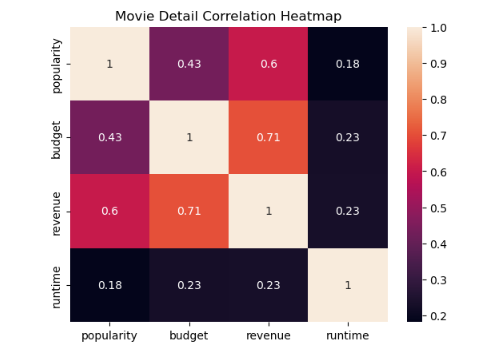 Movie Detail Correlation Heatmap
popularity 1 0.43 0.6 0.18
budget 0.43 1 0.71 0.23
revenue 0.6 0.71 1 0.23
runtime 0.18 0.23 0.23 1
popularity budget revenue runtime
1.0
0.9
0.8
0.7
0.6
0.5
0.4
0.3
0.2